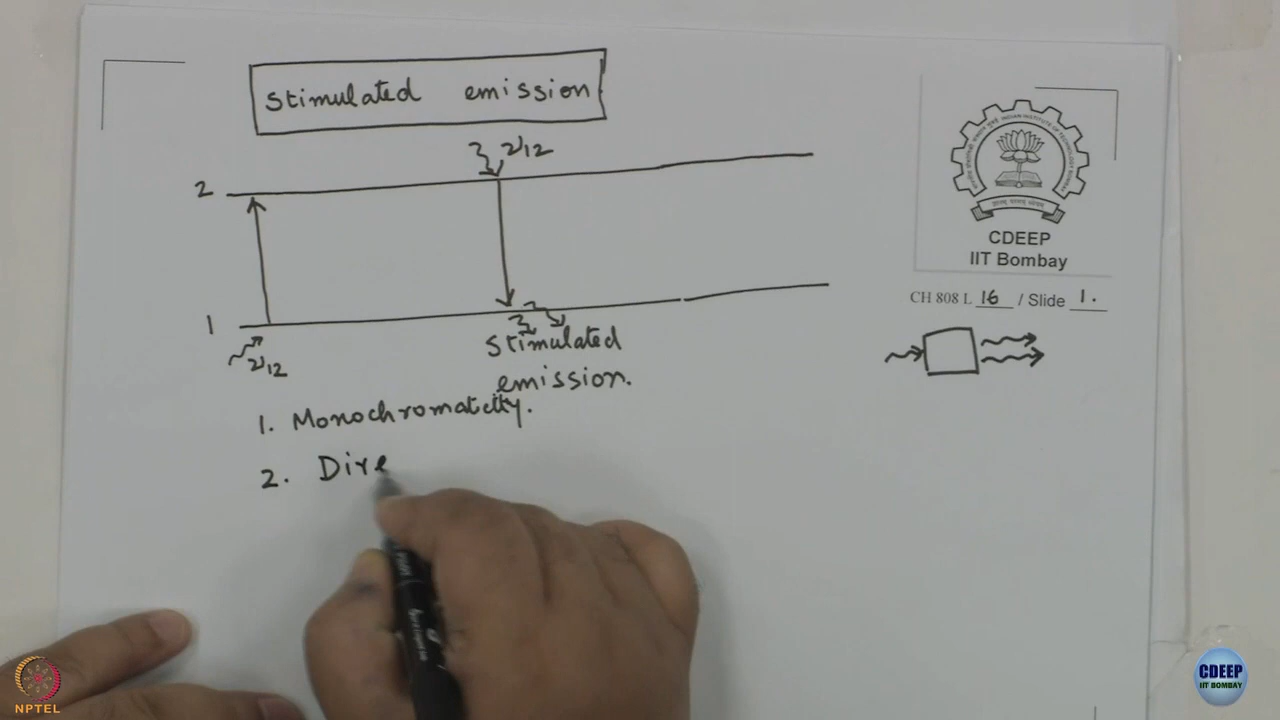 Stimulated emission
ν12
2
CDEEP
IIT Bombay
CH 808 L 16 / Slide 1.
1
ν12
Stimulated
emission.
1. Monochromaticity.
2. Dire
NPTEL
CDEEP
IIT BOMBAY